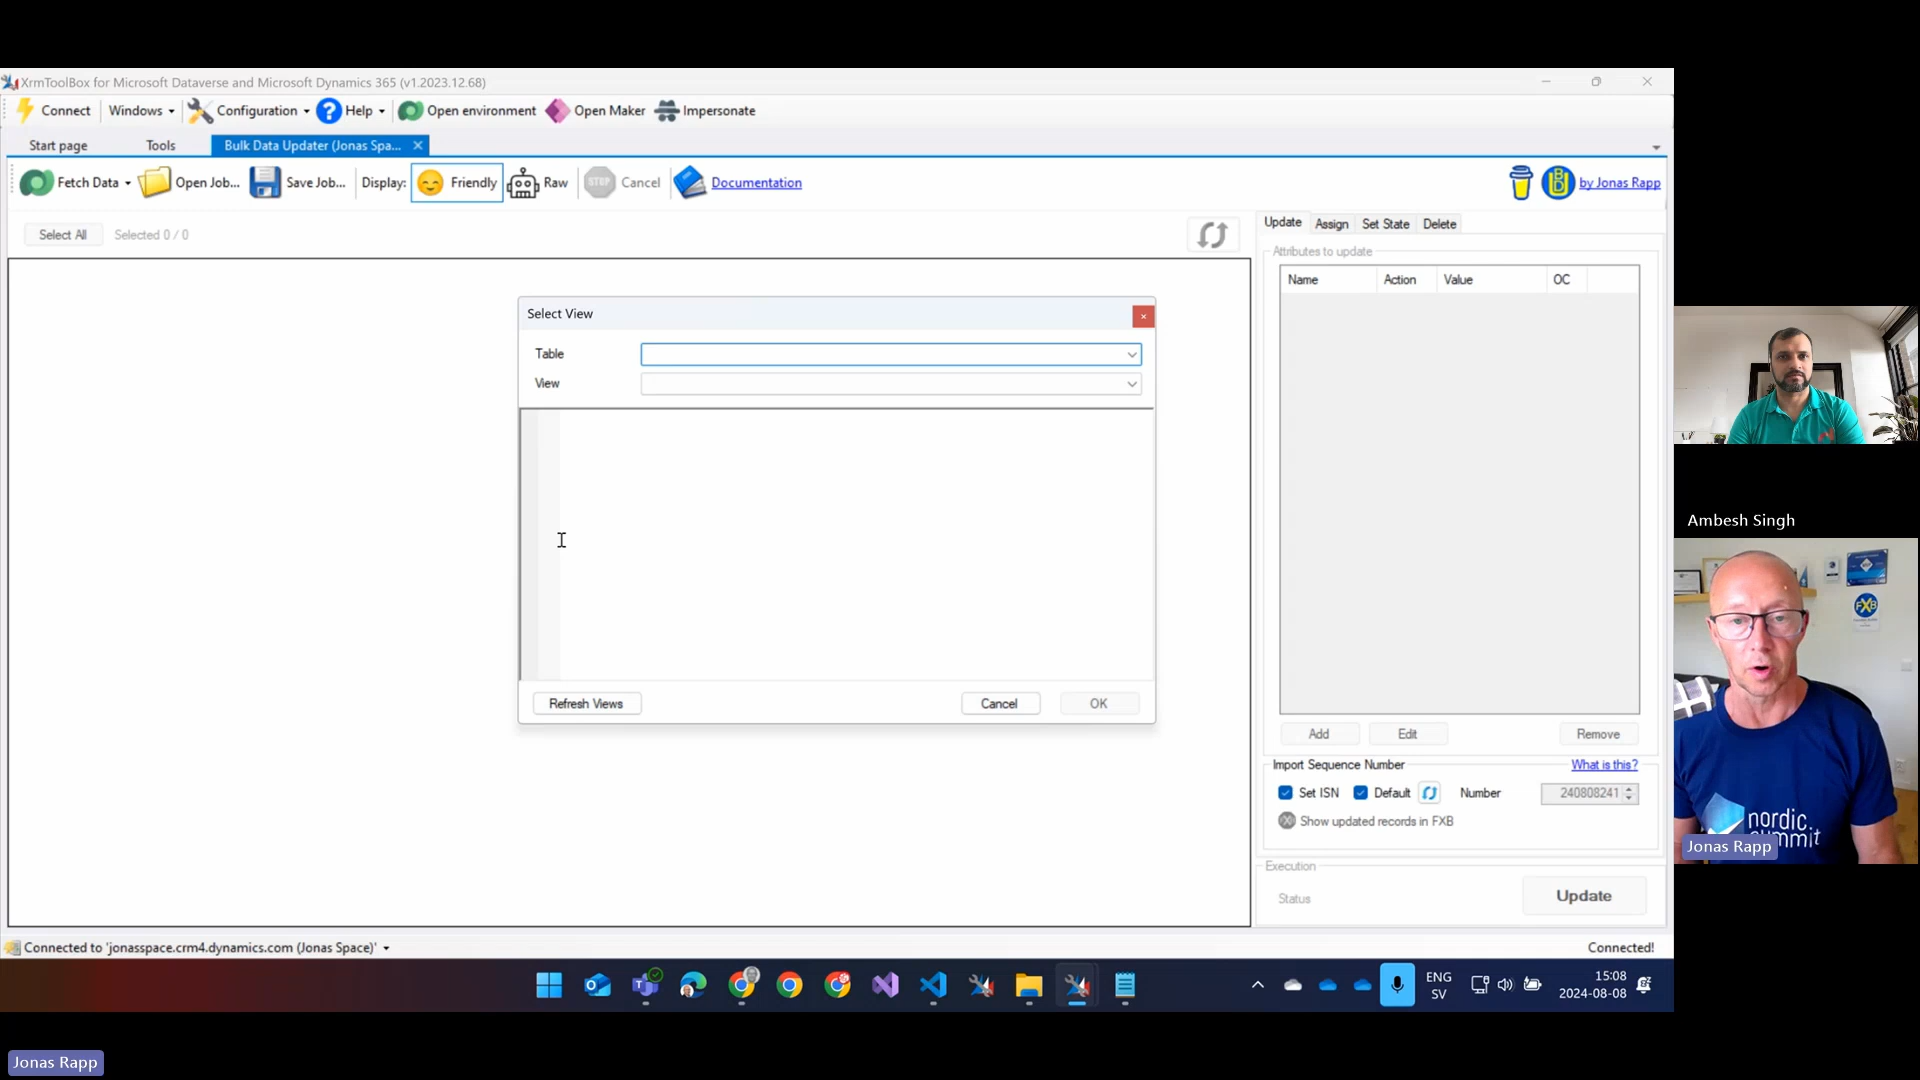 XrmToolBox for Microsoft Dataverse and Microsoft Dynamics 365 (v1.2023.12.68)
Connect Windows Configuration Help Open environment Open Maker Impersonate
Start page Tools Bulk Data Updater (Jonas Spa...
Fetch Data Open Job... Save Job... Display: Friendly Raw STOP Cancel Documentation by Jonas Rapp
Select All Selected 0 / 0
Update Assign Set State Delete
Attributes to update
Name Action Value OC
Select View
Table
View
Refresh Views Cancel OK
Add Edit Remove
Import Sequence Number What is this?
Set ISN Default Number 240808241
Show updated records in FXB
Execution
Status Update
Connected to 'jonasspace.crm4.dynamics.com (Jonas Space)' Connected!
ENG
SV
15:08
2024-08-08
Ambesh Singh
FXB
nordic
summit
Jonas Rapp
Jonas Rapp